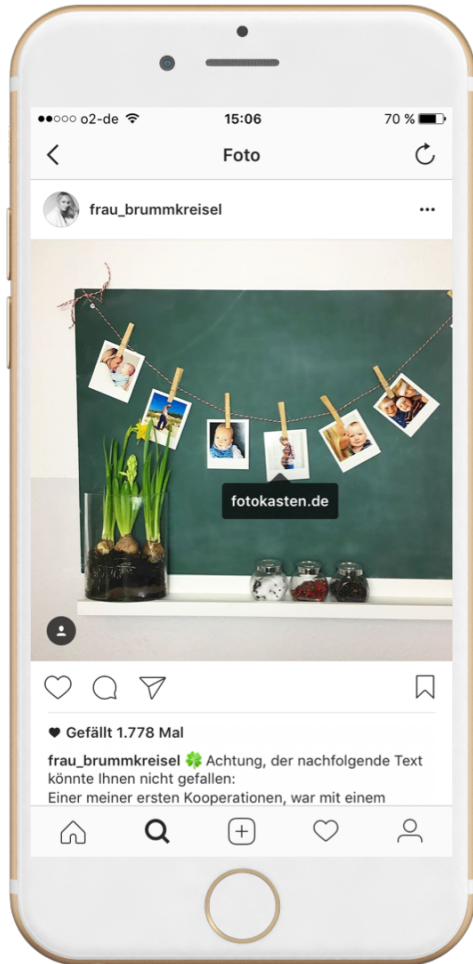 o2-de 15:06 70 %
Foto
frau_brummkreisel
fotokasten.de
Gefällt 1.778 Mal
frau_brummkreisel 🍀 Achtung, der nachfolgende Text
könnte Ihnen nicht gefallen:
Einer meiner ersten Kooperationen, war mit einem